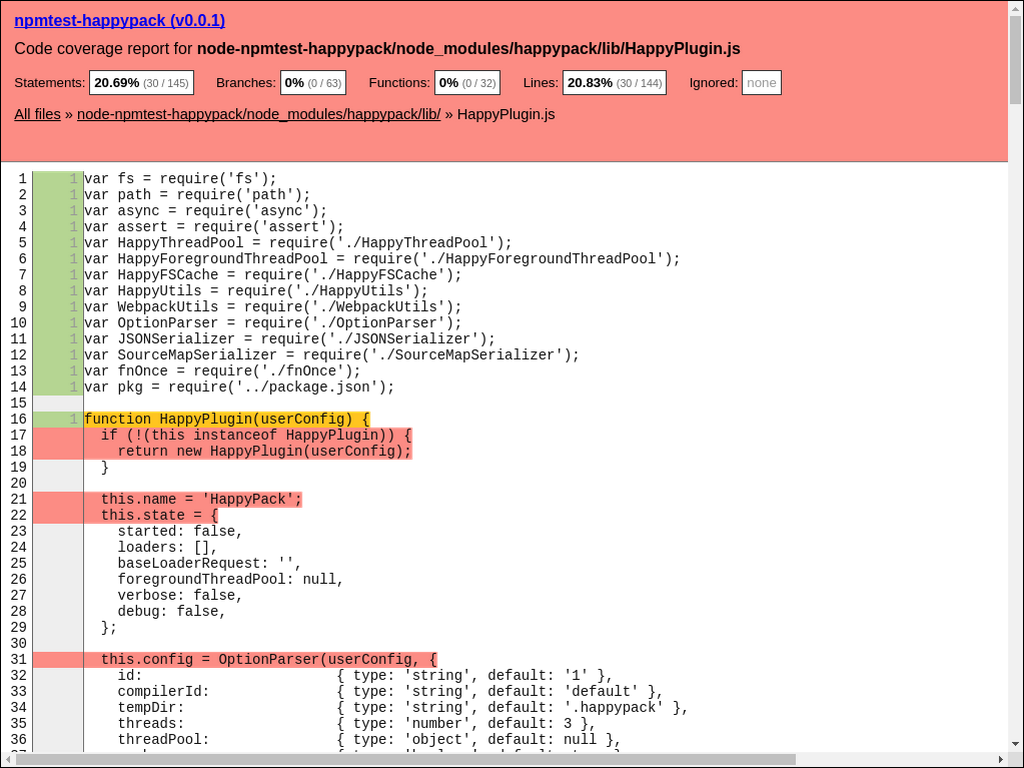 npmtest-happypack (v0.0.1)
Code coverage report for node-npmtest-happypack/node_modules/happypack/lib/HappyPlugin.js
Statements: 20.69% (30 / 145) Branches: 0% (0 / 63) Functions: 0% (0 / 32) Lines: 20.83% (30 / 144) Ignored: none
All files » node-npmtest-happypack/node_modules/happypack/lib/ » HappyPlugin.js
1 1 var fs = require('fs');
2 1 var path = require('path');
3 1 var async = require('async');
4 1 var assert = require('assert');
5 1 var HappyThreadPool = require('./HappyThreadPool');
6 1 var HappyForegroundThreadPool = require('./HappyForegroundThreadPool');
7 1 var HappyFSCache = require('./HappyFSCache');
8 1 var HappyUtils = require('./HappyUtils');
9 1 var WebpackUtils = require('./WebpackUtils');
10 1 var OptionParser = require('./OptionParser');
11 1 var JSONSerializer = require('./JSONSerializer');
12 1 var SourceMapSerializer = require('./SourceMapSerializer');
13 1 var fnOnce = require('./fnOnce');
14 1 var pkg = require('../package.json');
15
16 1 function HappyPlugin(userConfig) {
17 if (!(this instanceof HappyPlugin)) {
18 return new HappyPlugin(userConfig);
19 }
20
21 this.name = 'HappyPack';
22 this.state = {
23 started: false,
24 loaders: [],
25 baseLoaderRequest: '',
26 foregroundThreadPool: null,
27 verbose: false,
28 debug: false,
29 };
30
31 this.config = OptionParser(userConfig, {
32 id: { type: 'string', default: '1' },
33 compilerId: { type: 'string', default: 'default' },
34 tempDir: { type: 'string', default: '.happypack' },
35 threads: { type: 'number', default: 3 },
36 threadPool: { type: 'object', default: null },